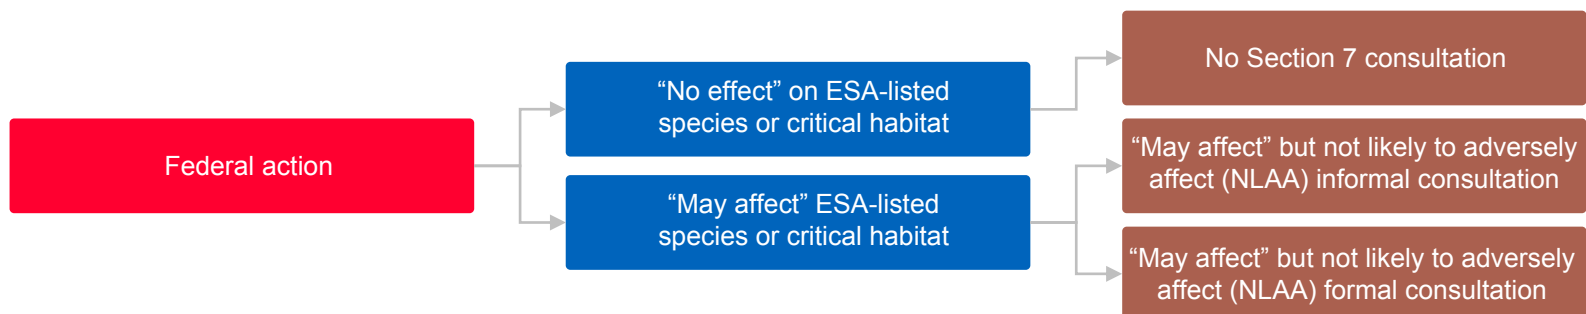 Federal action
“No effect” on ESA-listed
species or critical habitat
“May affect” ESA-listed
species or critical habitat
No Section 7 consultation
“May affect” but not likely to adversely
affect (NLAA) informal consultation
“May affect” but not likely to adversely
affect (NLAA) formal consultation